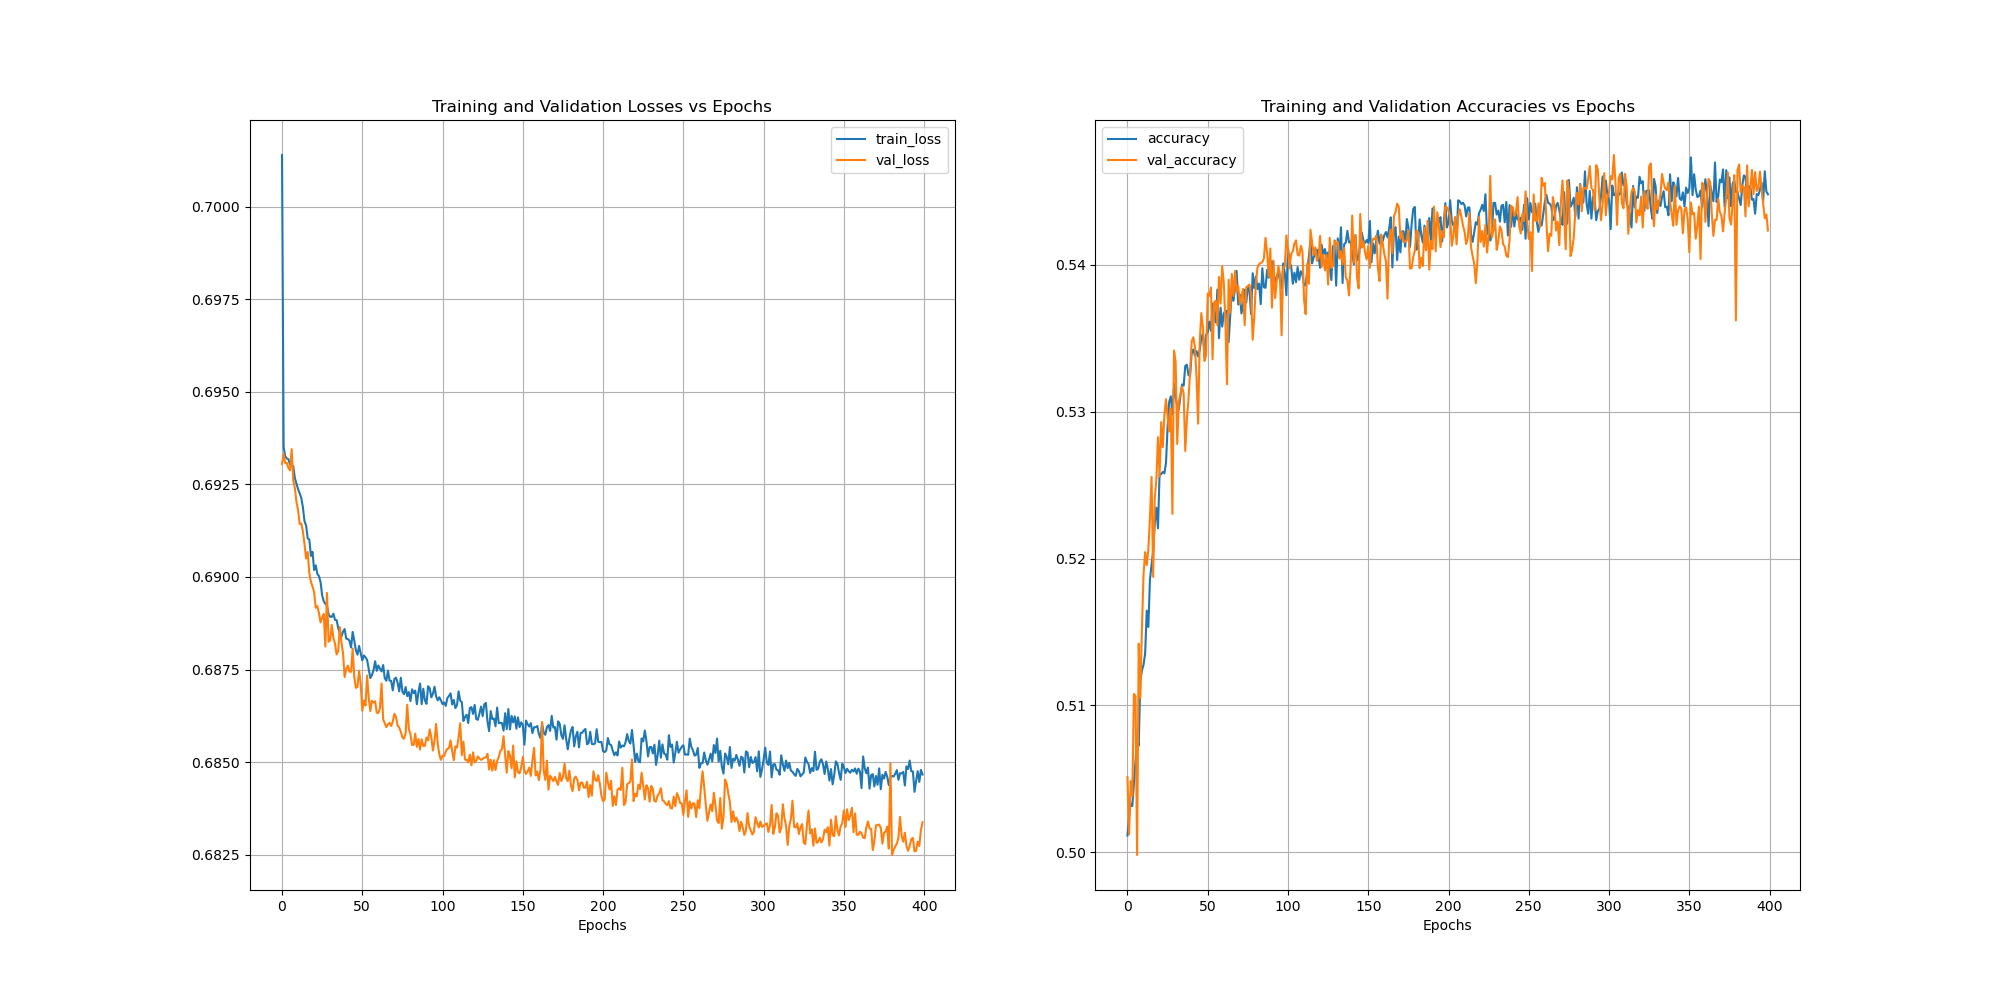 Training and Validation Losses vs Epochs
train_loss
val_loss
0.7000
0.6975
0.6950
0.6925
0.6900
0.6875
0.6850
0.6825
0 50 100 150 200 250 300 350 400
Epochs
Training and Validation Accuracies vs Epochs
accuracy
val_accuracy
0.54
0.53
0.52
0.51
0.50
0 50 100 150 200 250 300 350 400
Epochs